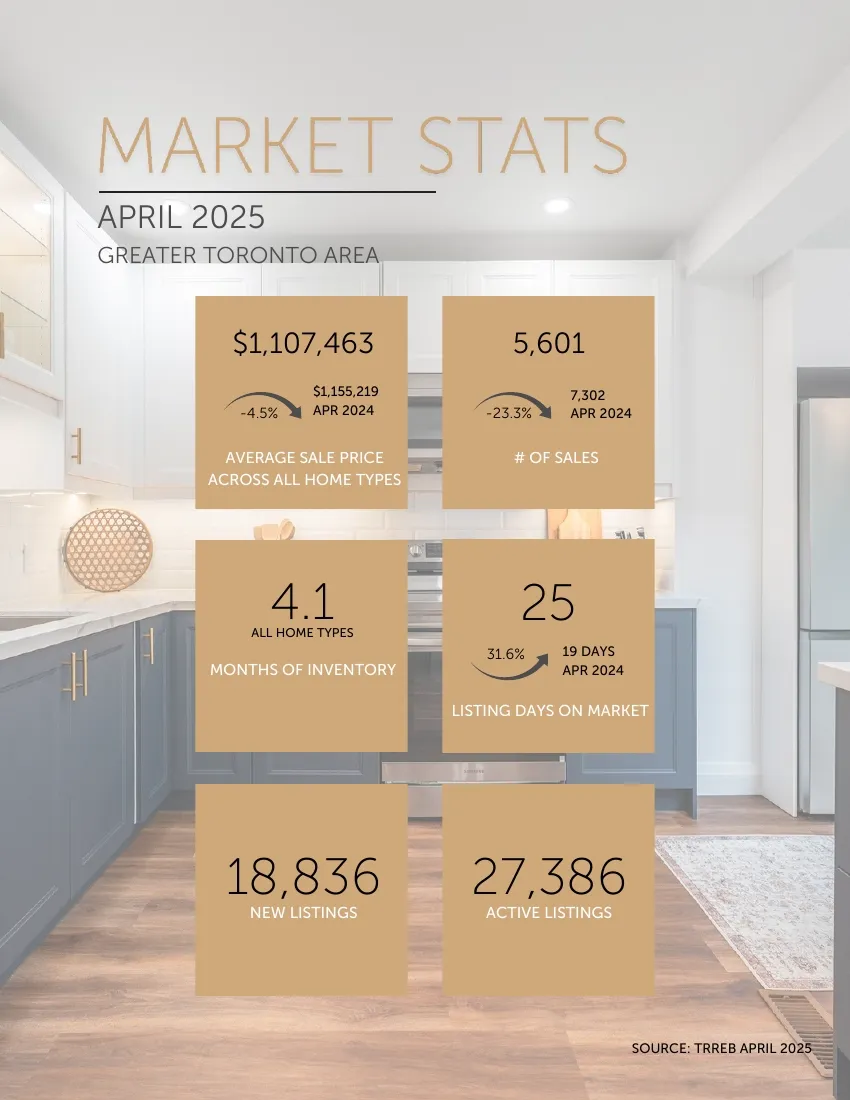 MARKET STATS
APRIL 2025
GREATER TORONTO AREA
$1,107,463
-4.5%
$1,155,219
APR 2024
AVERAGE SALE PRICE
ACROSS ALL HOME TYPES
5,601
-23.3%
7,302
APR 2024
# OF SALES
4.1
ALL HOME TYPES
MONTHS OF INVENTORY
25
31.6%
19 DAYS
APR 2024
LISTING DAYS ON MARKET
18,836
NEW LISTINGS
27,386
ACTIVE LISTINGS
SOURCE: TRREB APRIL 2025